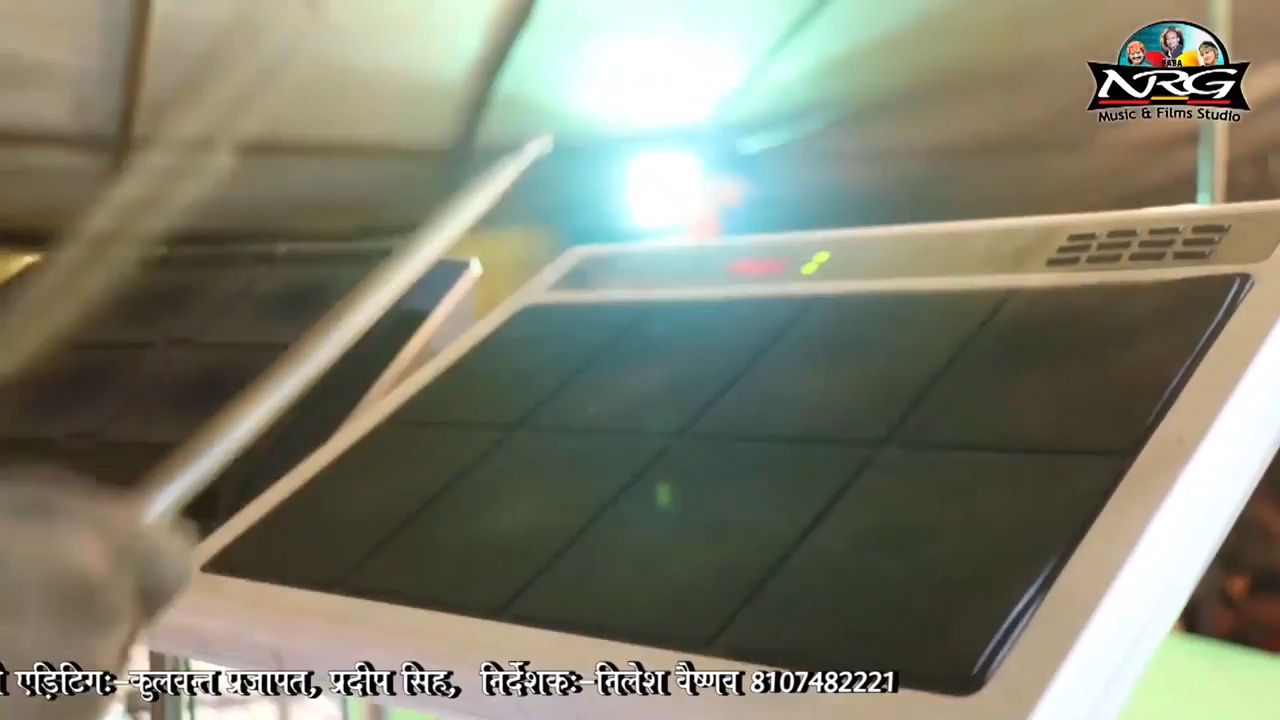 BABA
NRG
Music & Films Studio
एड़िटिगः-कुलवन्त प्रजापत, प्रदीप सिह, निर्देशकः-निलेश वैष्णव 8107482221